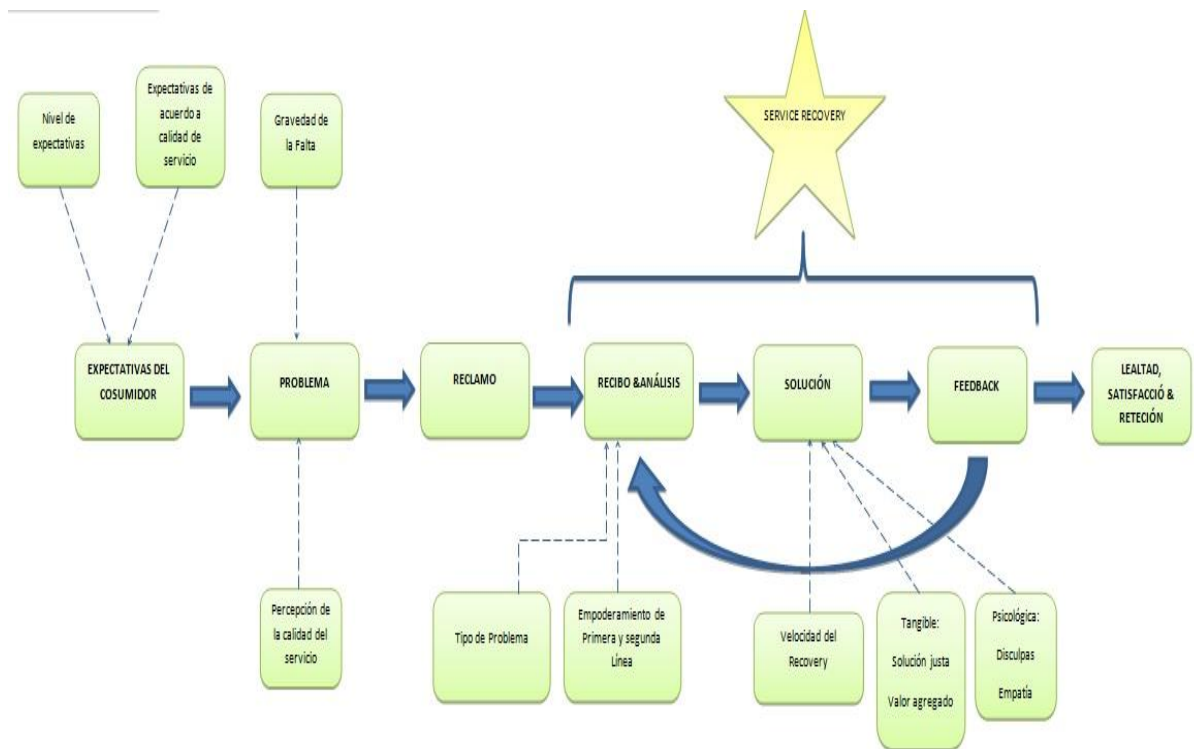 SERVICE RECOVERY
Nivel de
expectativas
Expectativas de
acuerdo a
calidad de
servicio
Gravedad de
la Falta
EXPECTATIVAS DEL
COSUMIDOR
PROBLEMA
RECLAMO
RECIBO &ANÁLISIS
SOLUCIÓN
FEEDBACK
LEALTAD,
SATISFACCIÓ &
RETECIÓN
Percepción de
la calidad del
servicio
Tipo de Problema
Empoderamiento de
Primera y segunda
Línea
Velocidad del
Recovery
Tangible:
Solución justa
Valor agregado
Psicológica:
Disculpas
Empatía